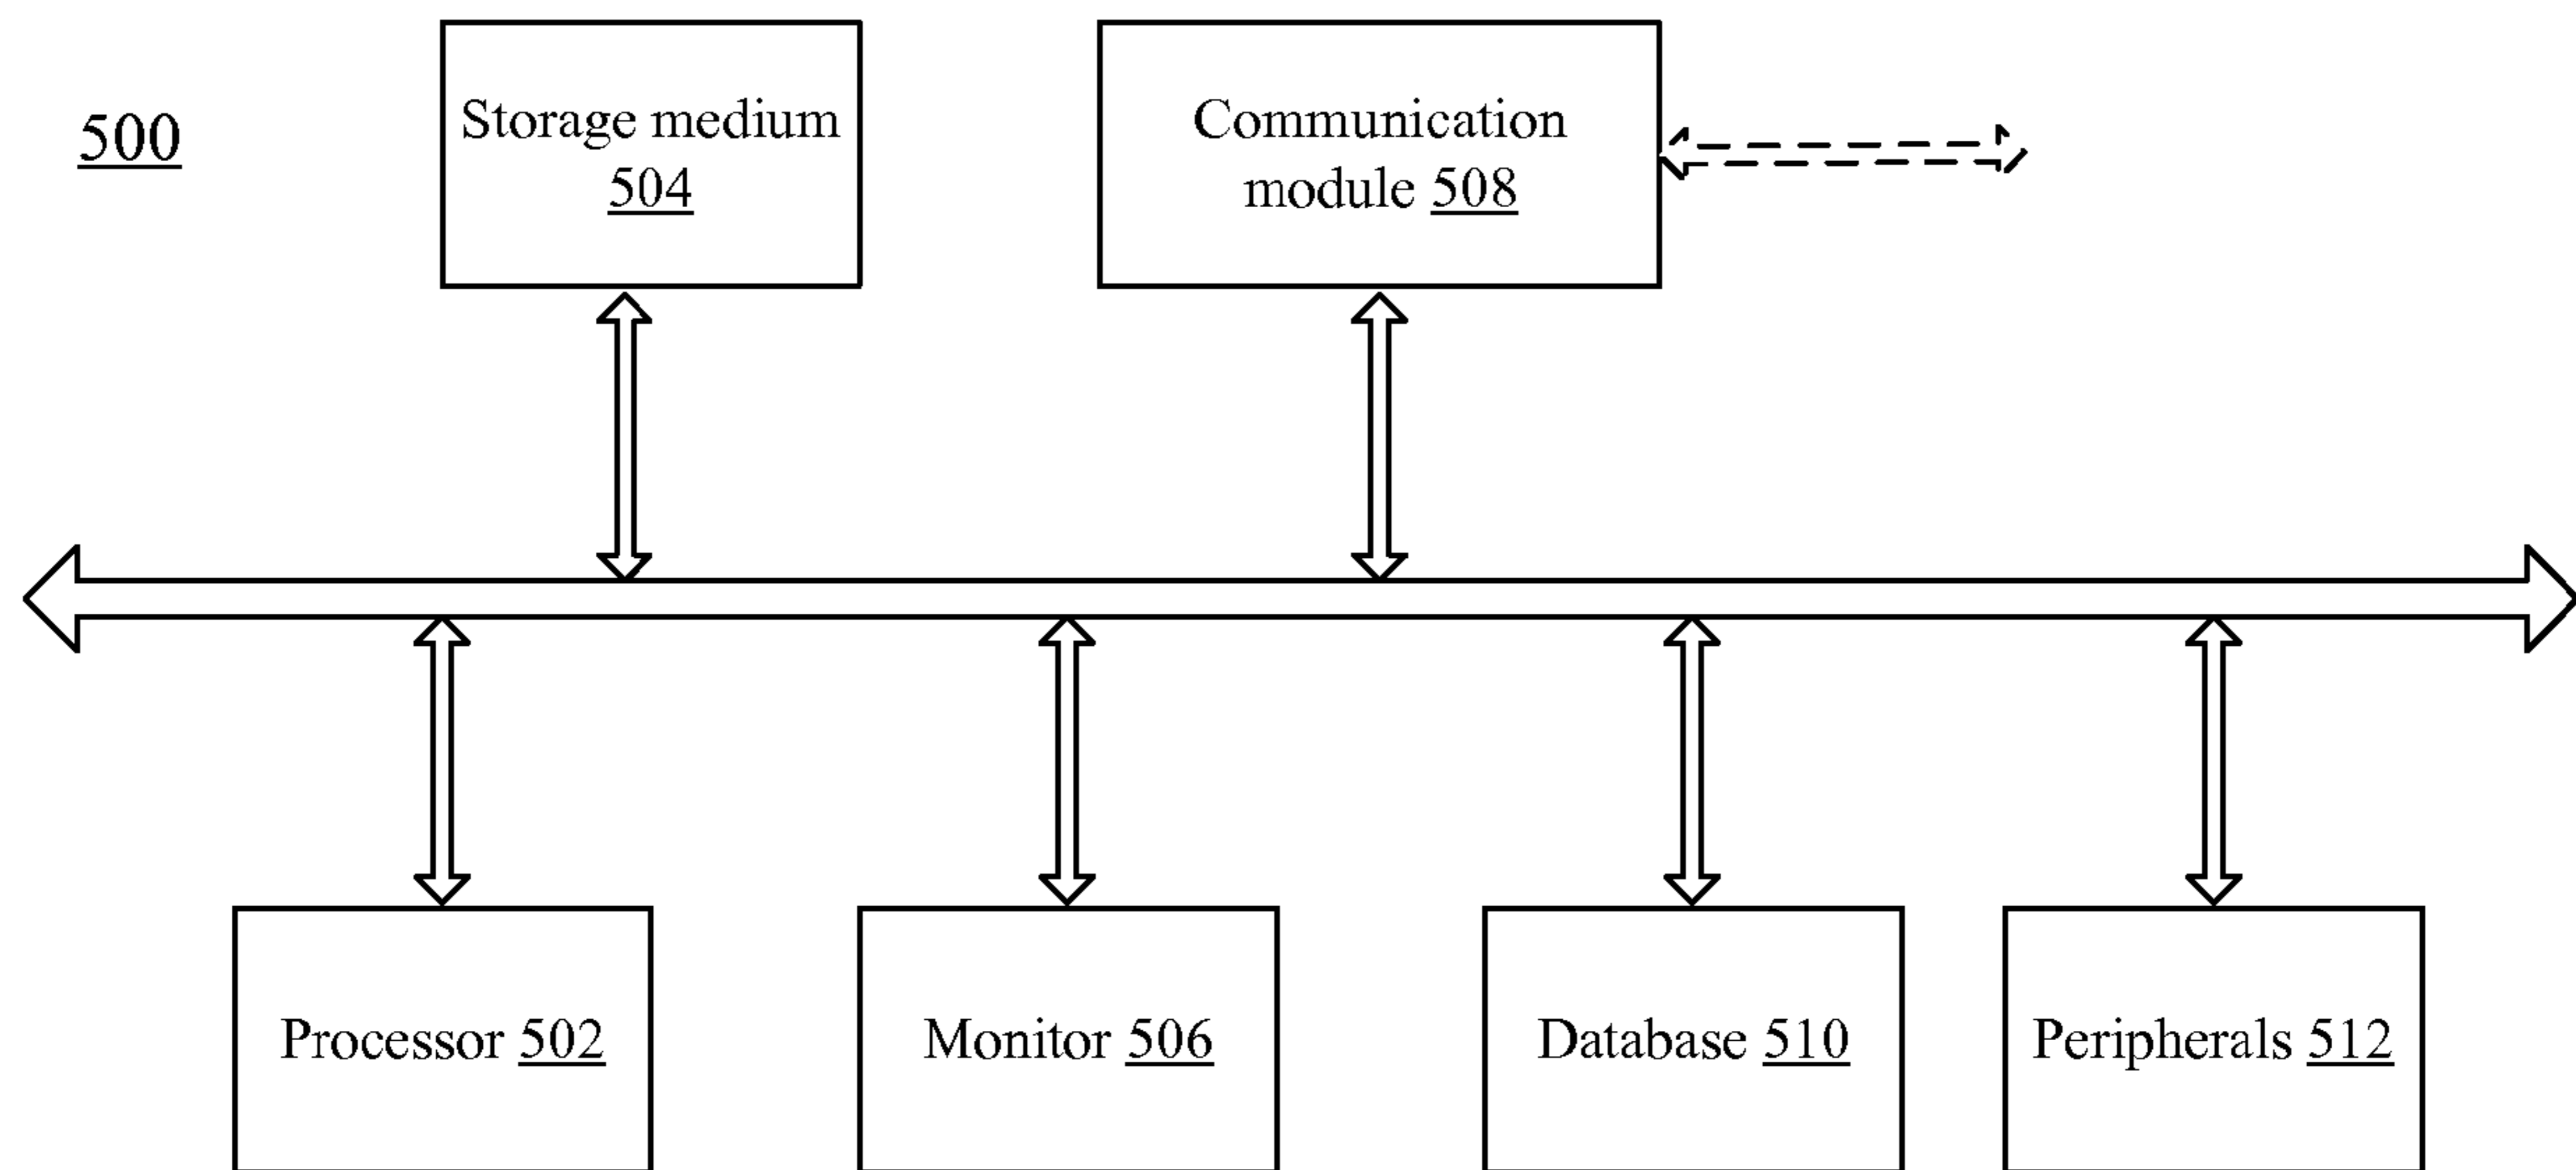 500
Storage medium
504
Communication
module 508
Processor 502
Monitor 506
Database 510
Peripherals 512